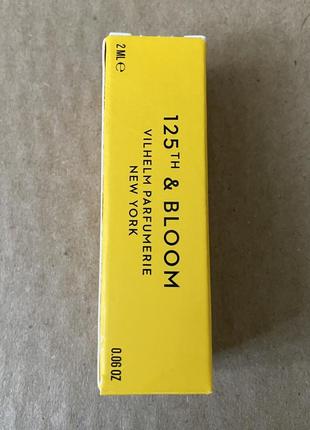 2 ML ℮
125TH & BLOOM
VILHELM PARFUMERIE
NEW YORK
0.06 OZ